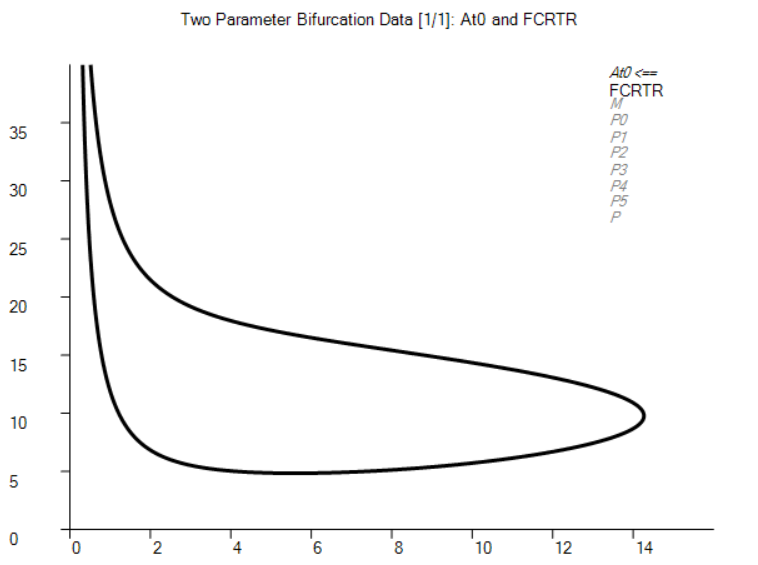 Two Parameter Bifurcation Data [1/1]: At0 and FCRTR
At0 <==
FCRTR
M
P0
P1
P2
P3
P4
P5
P
35
30
25
20
15
10
5
0
0 2 4 6 8 10 12 14